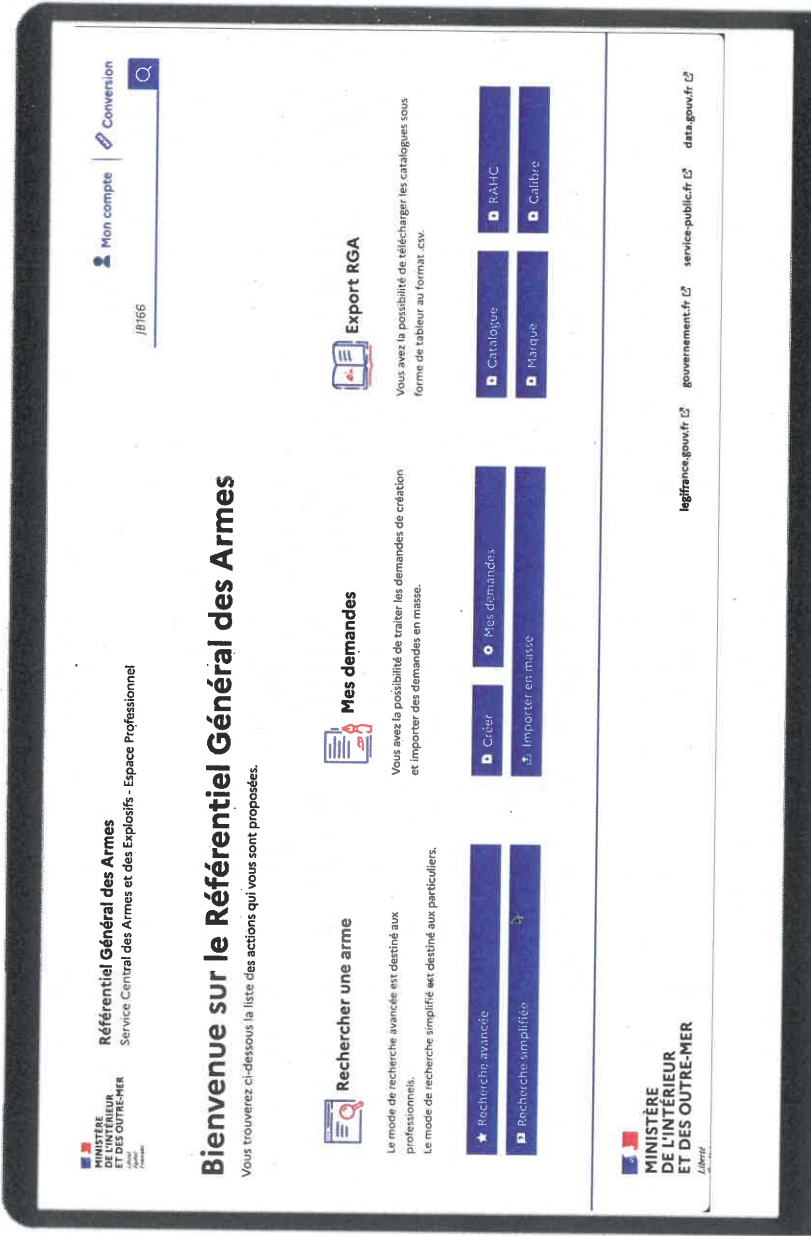 MINISTÈRE
DE L'INTÉRIEUR
ET DES OUTRE-MER
Liberté
Égalité
Fraternité
Référentiel Général des Armes
Service Central des Armes et des Explosifs - Espace Professionnel
Mon compte | Conversion
JB166
Bienvenue sur le Référentiel Général des Armes
Vous trouverez ci-dessous la liste des actions qui vous sont proposées.
Rechercher une arme
Le mode de recherche avancée est destiné aux
professionnels.
Le mode de recherche simplifié est destiné aux particuliers.
Recherche avancée
Recherche simplifiée
Mes demandes
Vous avez la possibilité de traiter les demandes de création
et importer des demandes en masse.
Créer
Mes demandes
Importer en masse
Export RGA
Vous avez la possibilité de télécharger les catalogues sous
forme de tableur au format .csv.
Catalogue
RAHC
Marque
Calibre
MINISTÈRE
DE L'INTÉRIEUR
ET DES OUTRE-MER
Liberté
legifrance.gouv.fr
gouvernement.fr
service-public.fr
data.gouv.fr